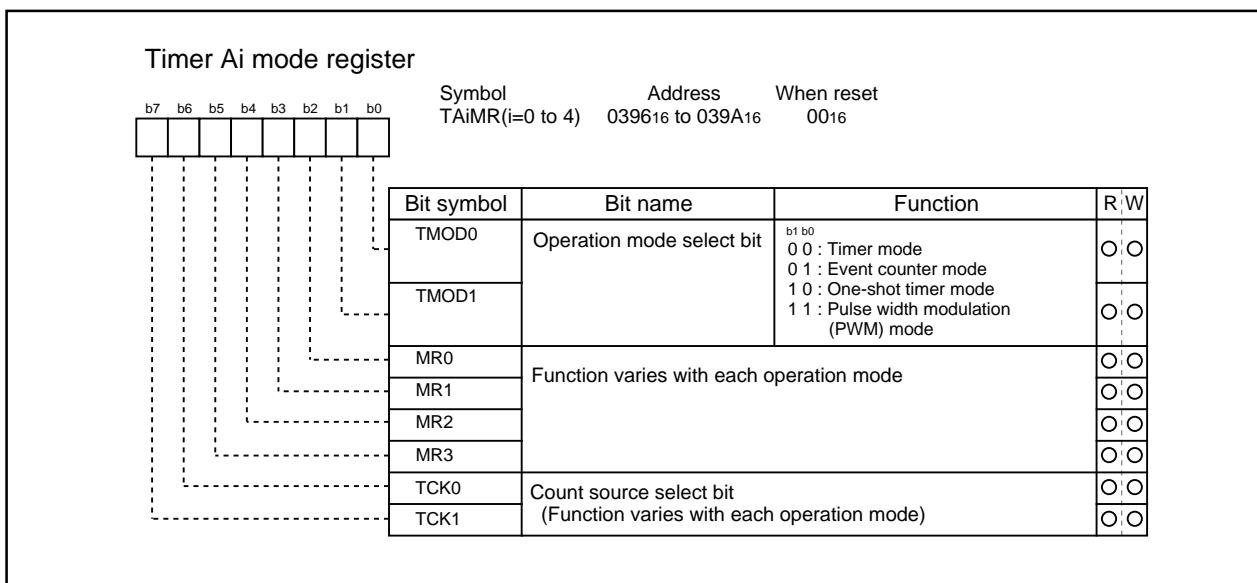 Timer Ai mode register
Symbol Address When reset
TAiMR(i=0 to 4) 039616 to 039A16 0016
b7 b6 b5 b4 b3 b2 b1 b0
Bit symbol Bit name Function R W
TMOD0 Operation mode select bit
b1 b0
0 0 : Timer mode
0 1 : Event counter mode
1 0 : One-shot timer mode
TMOD1
1 1 : Pulse width modulation
(PWM) mode
MR0
Function varies with each operation mode
MR1
MR2
MR3
TCK0 Count source select bit
TCK1 (Function varies with each operation mode)